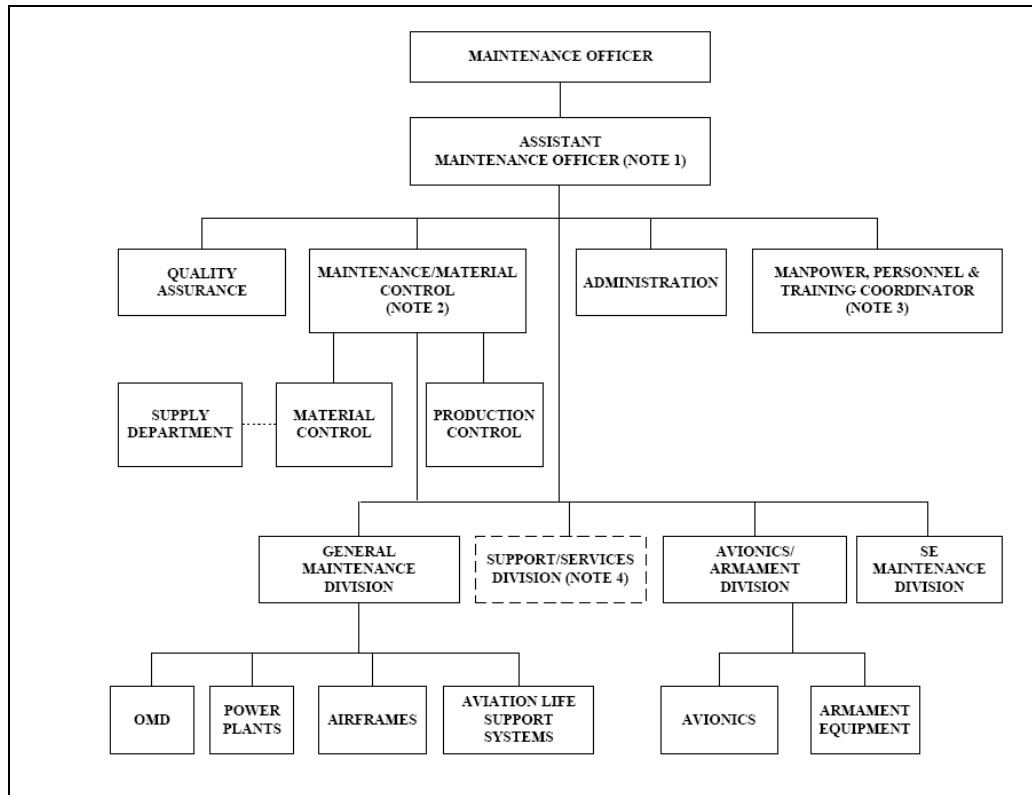 MAINTENANCE OFFICER
ASSISTANT
MAINTENANCE OFFICER (NOTE 1)
QUALITY
ASSURANCE
MAINTENANCE/MATERIAL
CONTROL
(NOTE 2)
ADMINISTRATION
MANPOWER, PERSONNEL &
TRAINING COORDINATOR
(NOTE 3)
SUPPLY
DEPARTMENT
MATERIAL
CONTROL
PRODUCTION
CONTROL
GENERAL
MAINTENANCE
DIVISION
SUPPORT/SERVICES
DIVISION (NOTE 4)
AVIONICS/
ARMAMENT
DIVISION
SE
MAINTENANCE
DIVISION
OMD
POWER
PLANTS
AIRFRAMES
AVIATION LIFE
SUPPORT
SYSTEMS
AVIONICS
ARMAMENT
EQUIPMENT